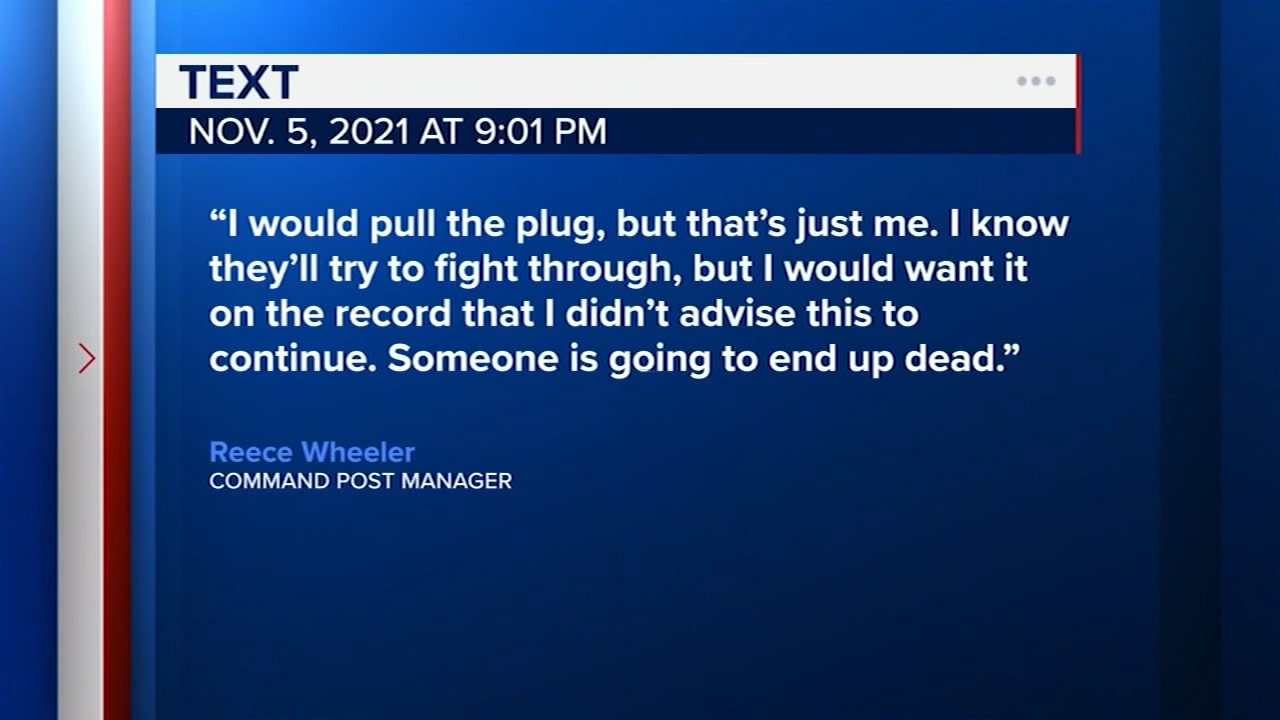 TEXT
NOV. 5, 2021 AT 9:01 PM
“I would pull the plug, but that’s just me. I know
they’ll try to fight through, but I would want it
on the record that I didn’t advise this to
continue. Someone is going to end up dead.”
Reece Wheeler
COMMAND POST MANAGER